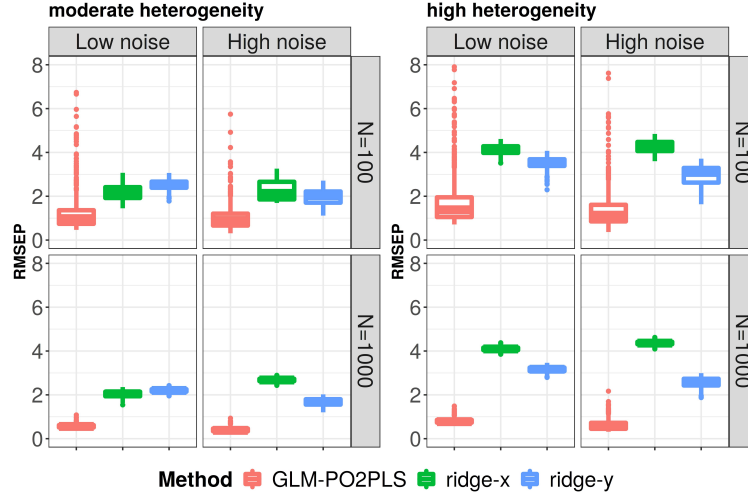 moderate heterogeneity
high heterogeneity
Low noise
High noise
Low noise
High noise
RMSEP
8
6
4
2
0
N=100
RMSEP
8
6
4
2
0
N=100
8
6
4
2
0
N=1000
8
6
4
2
0
N=1000
Method GLM-PO2PLS ridge-x ridge-y